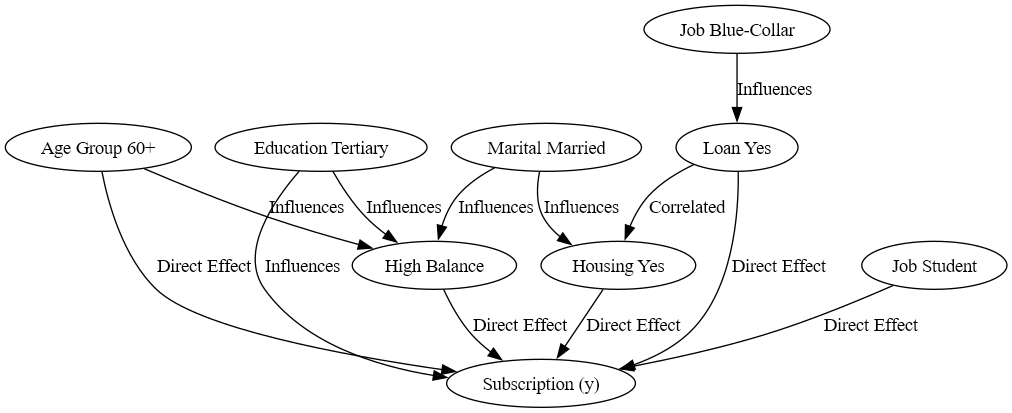 Job Blue-Collar
Influences
Age Group 60+
Education Tertiary
Marital Married
Loan Yes
Influences
Influences
Influences
Influences
Correlated
Direct Effect
Influences
High Balance
Housing Yes
Direct Effect
Job Student
Direct Effect
Direct Effect
Direct Effect
Subscription (y)